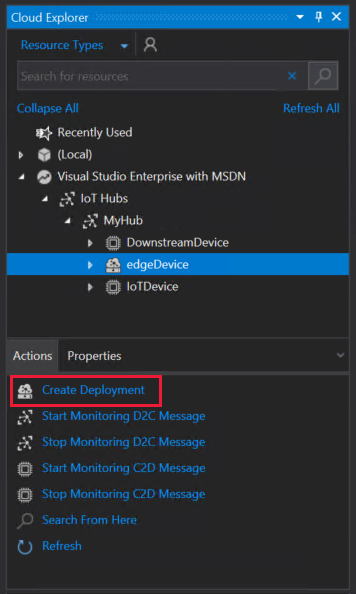 Cloud Explorer
Resource Types
Search for resources
Collapse All Refresh All
Recently Used
(Local)
Visual Studio Enterprise with MSDN
IoT Hubs
MyHub
DownstreamDevice
edgeDevice
IoTDevice
Actions Properties
Create Deployment
Start Monitoring D2C Message
Stop Monitoring D2C Message
Start Monitoring C2D Message
Stop Monitoring C2D Message
Search From Here
Refresh